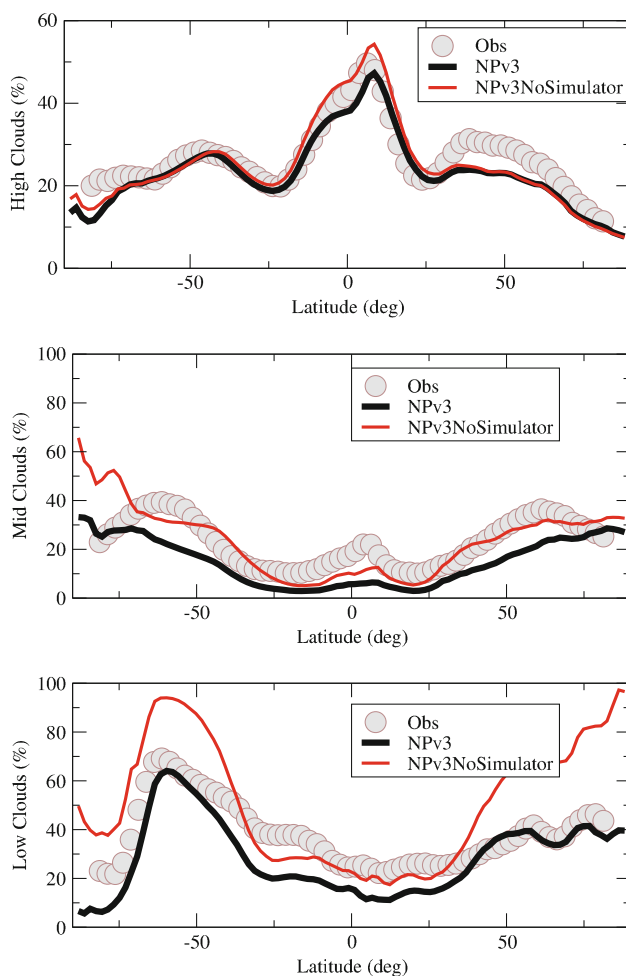 60
40
20
0
High Clouds (%)
Obs
NPv3
NPv3NoSimulator
-50
0
50
Latitude (deg)
100
80
60
40
20
0
Mid Clouds (%)
Obs
NPv3
NPv3NoSimulator
-50
0
50
Latitude (deg)
100
80
60
40
20
0
Low Clouds (%)
Obs
NPv3
NPv3NoSimulator
-50
0
50
Latitude (deg)